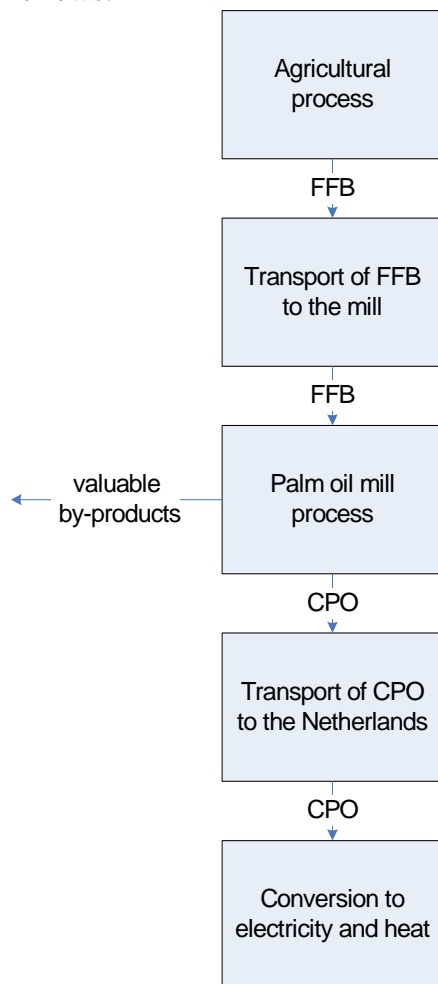 Agricultural
process
FFB
Transport of FFB
to the mill
FFB
valuable
by-products
Palm oil mill
process
CPO
Transport of CPO
to the Netherlands
CPO
Conversion to
electricity and heat